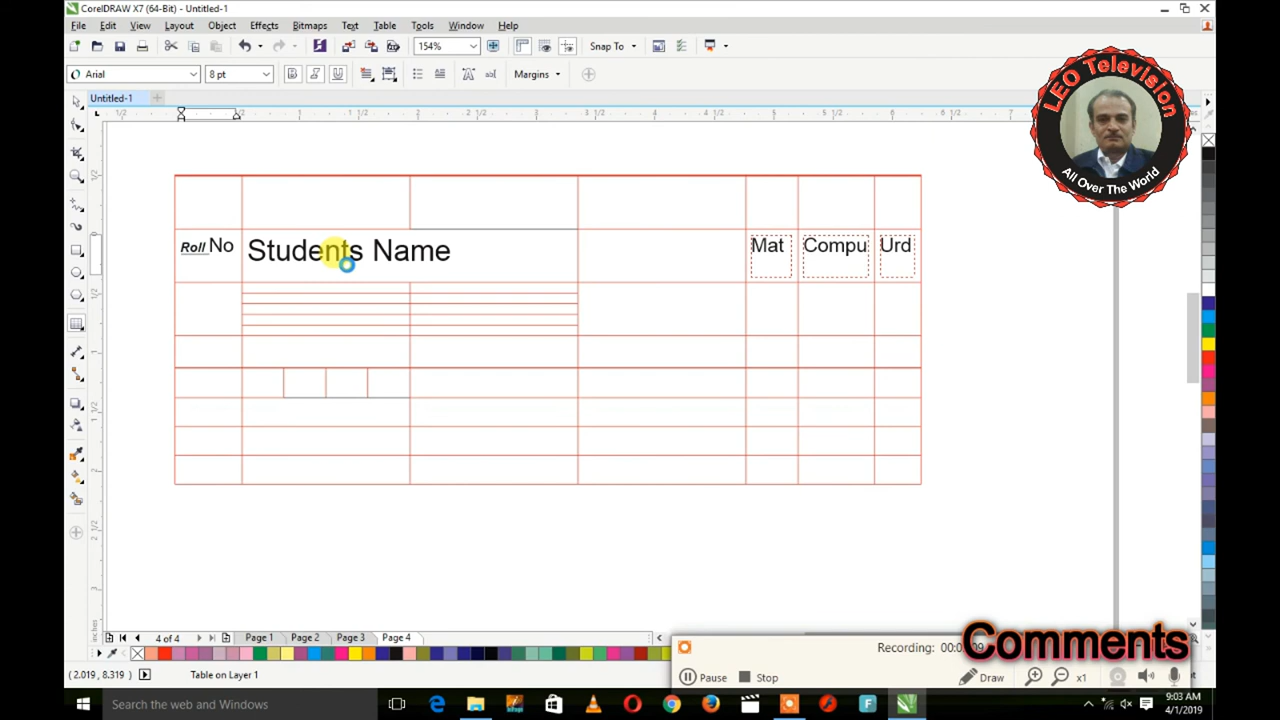 CorelDRAW X7 (64-Bit) - Untitled-1
File Edit View Layout Object Effects Bitmaps Text Table Tools Window Help
154% Snap To
Arial 8 pt Margins
Untitled-1
LEO Television
All Over The World
Roll No Students Name Mat Compu Urd
4 of 4 Page 1 Page 2 Page 3 Page 4
Recording: 00:0
Comments
(2.019, 8.319) Table on Layer 1
Pause Stop Draw x1
Search the web and Windows
9:03 AM
4/1/2019